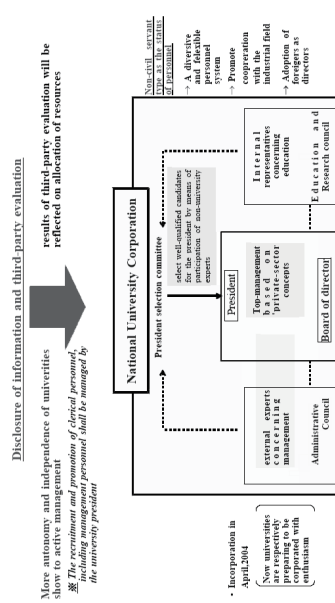 Disclosure of information and third-party evaluation
More autonomy and independence of univerities
show to active management
※ The recruitment and promotion of clerical personnel,
including management personnel shall be managed by
the university president
results of third-party evaluation will be
reflected on allocation of resources
National University Corporation
President selection committee
select well-qualified candidates
for the president by means of
participation of non-university
experts
President
Top-management
based on
'private-sector
concepts
Board of director
external experts
concerning
management
Administrative
Council
Internal
representatives
concerning
education
Education and
Research council
・Incorporation in
April,2004
Now universities
are respectively
preparing to be
corporated with
enthusiasm
Non-civil servant
type as the status
of personnel
→ A diversive
and felexible
personnel
system
→ Promote
coopreration
with the
industrial field
→ Adoption of
foreigers as
directors